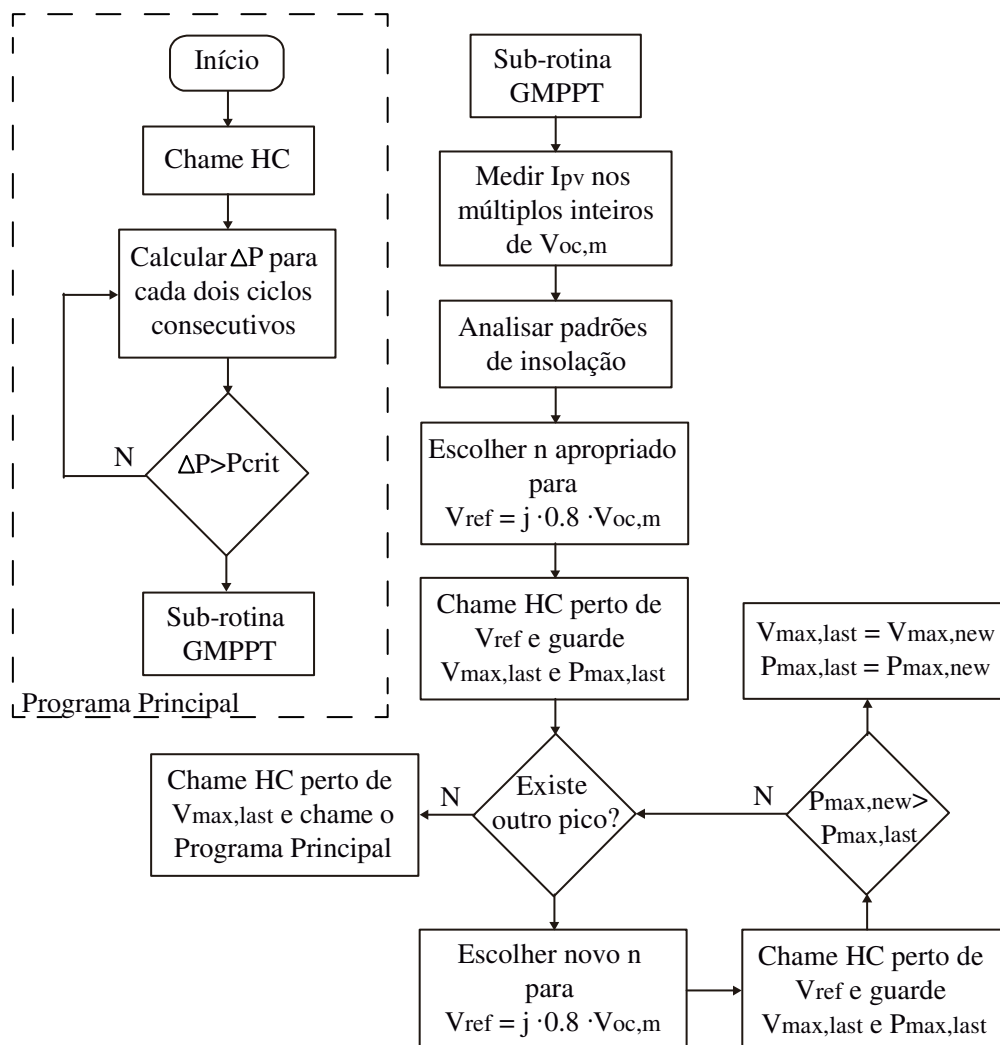 Início
Chame HC
Calcular ΔP para
cada dois ciclos
consecutivos
N
ΔP>Pcrit
Sub-rotina
GMPPT
Programa Principal
Sub-rotina
GMPPT
Medir Ipv nos
múltiplos inteiros
de Voc,m
Analisar padrões
de insolação
Escolher n apropriado
para
Vref = j ·0.8 ·Voc,m
Chame HC perto de
Vref e guarde
Vmax,last e Pmax,last
Existe
outro pico?
N
Chame HC perto de
Vmax,last e chame o
Programa Principal
Escolher novo n
para
Vref = j ·0.8 ·Voc,m
Chame HC perto de
Vref e guarde
Vmax,last e Pmax,last
Pmax,new>
Pmax,last
N
Vmax,last = Vmax,new
Pmax,last = Pmax,new